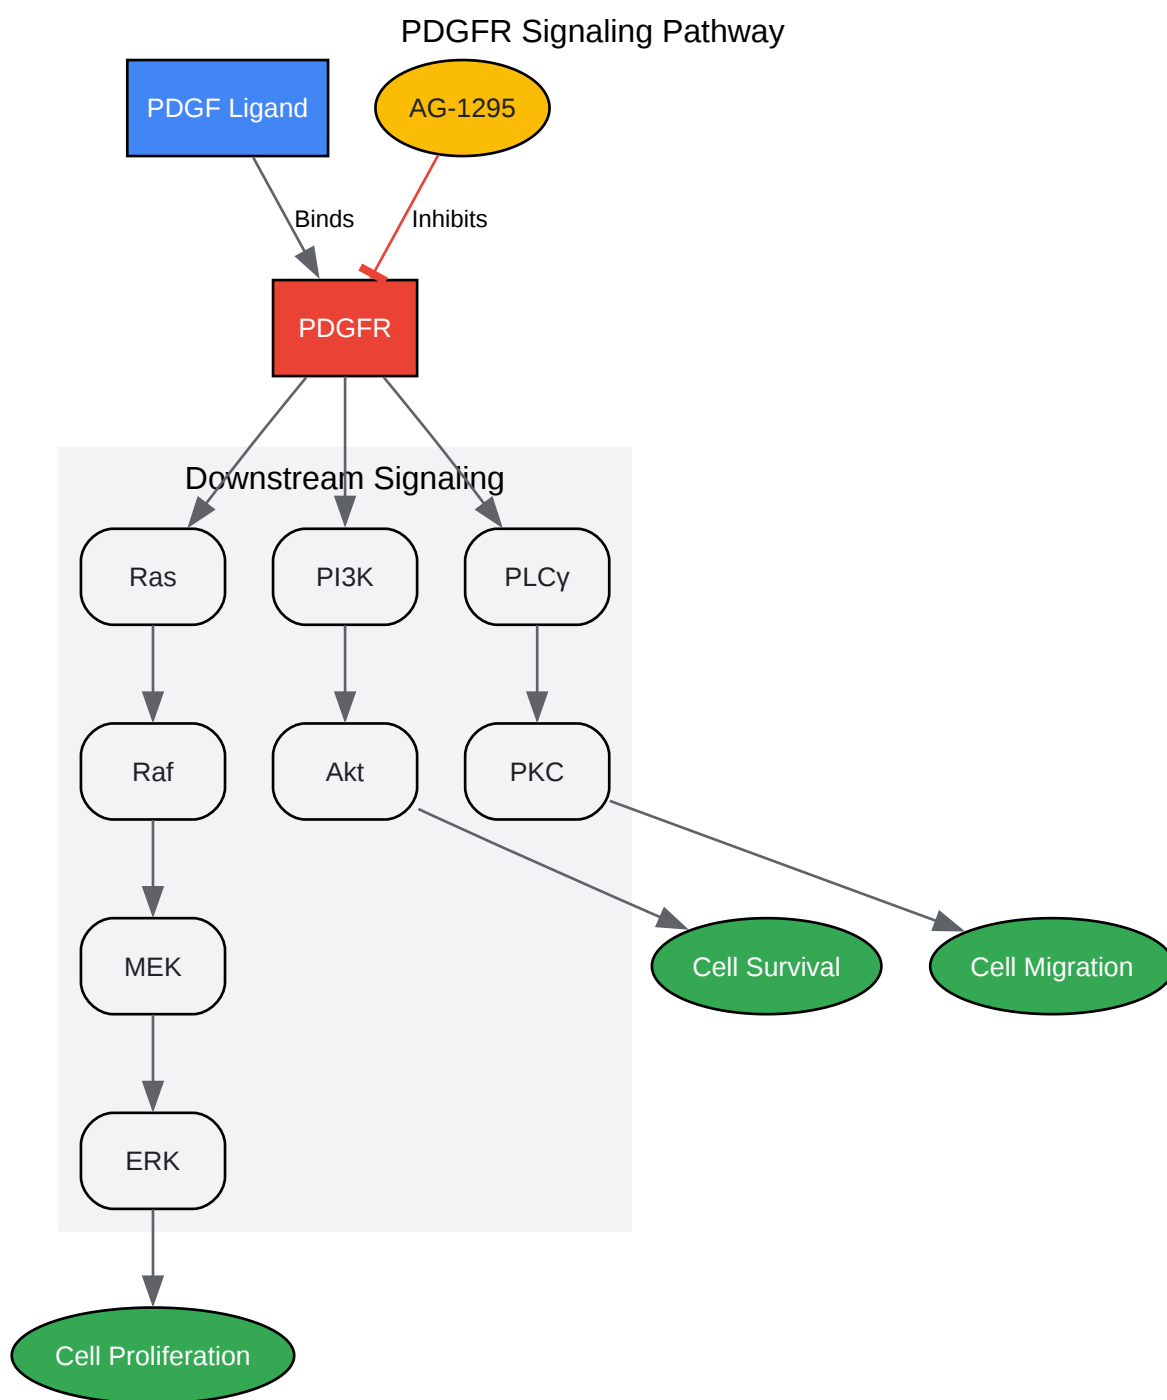 PDGFR Signaling Pathway
PDGF Ligand
AG-1295
Binds
Inhibits
PDGFR
Downstream Signaling
Ras
PI3K
PLCγ
Raf
Akt
PKC
MEK
Cell Survival
Cell Migration
ERK
Cell Proliferation